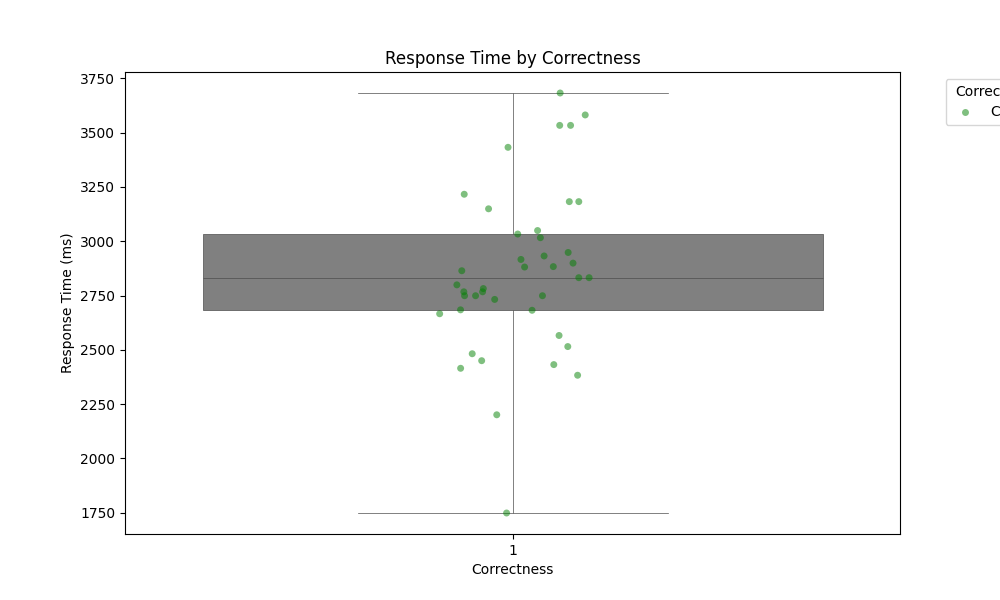 Response Time by Correctness
3750
3500
3250
3000
2750
2500
2250
2000
1750
Response Time (ms)
1
Correctness
Correc
C